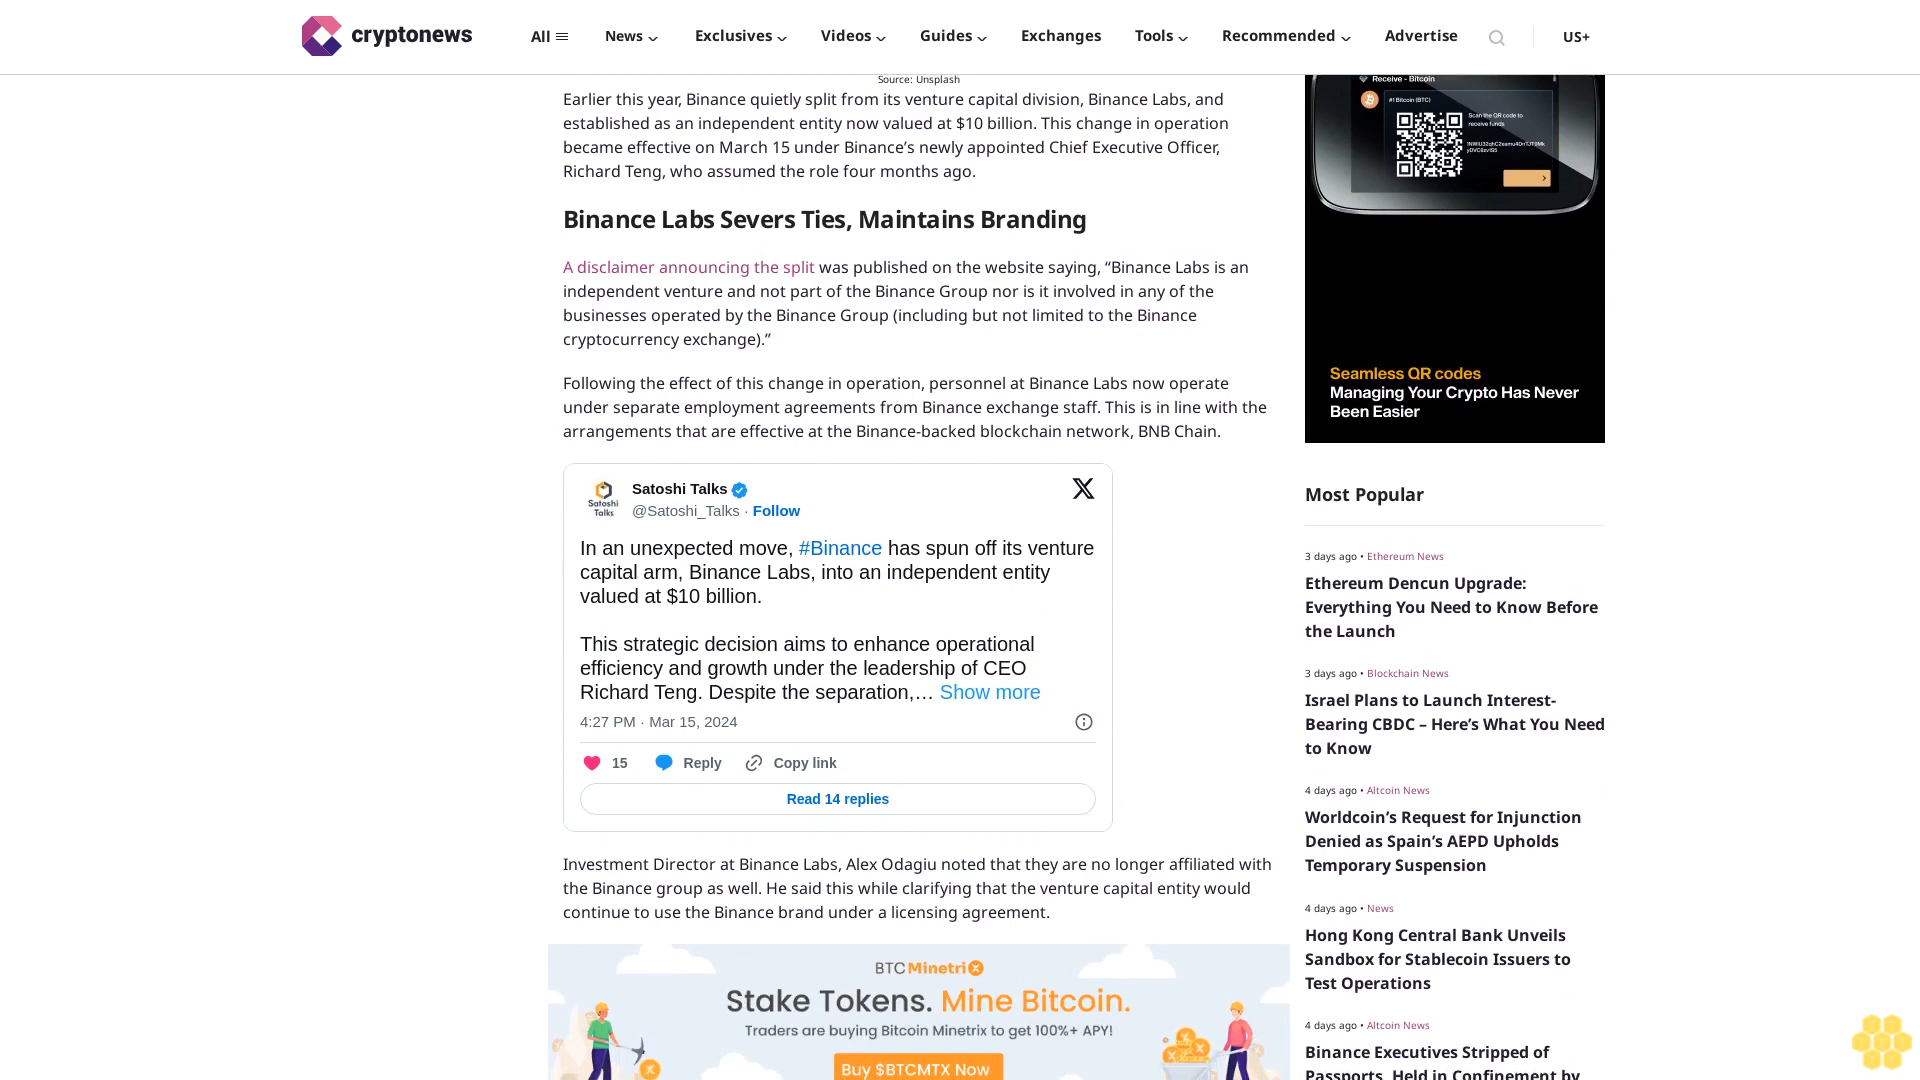 cryptonews
All
News
Exclusives
Videos
Guides
Exchanges
Tools
Recommended
Advertise
US+
Source: Unsplash
Earlier this year, Binance quietly split from its venture capital division, Binance Labs, and
established as an independent entity now valued at $10 billion. This change in operation
became effective on March 15 under Binance’s newly appointed Chief Executive Officer,
Richard Teng, who assumed the role four months ago.
Binance Labs Severs Ties, Maintains Branding
A disclaimer announcing the split was published on the website saying, “Binance Labs is an
independent venture and not part of the Binance Group nor is it involved in any of the
businesses operated by the Binance Group (including but not limited to the Binance
cryptocurrency exchange).”
Following the effect of this change in operation, personnel at Binance Labs now operate
under separate employment agreements from Binance exchange staff. This is in line with the
arrangements that are effective at the Binance-backed blockchain network, BNB Chain.
Satoshi
Talks
Satoshi Talks
@Satoshi_Talks · Follow
In an unexpected move, #Binance has spun off its venture
capital arm, Binance Labs, into an independent entity
valued at $10 billion.
This strategic decision aims to enhance operational
efficiency and growth under the leadership of CEO
Richard Teng. Despite the separation,… Show more
4:27 PM · Mar 15, 2024
15
Reply
Copy link
Read 14 replies
Investment Director at Binance Labs, Alex Odagiu noted that they are no longer affiliated with
the Binance group as well. He said this while clarifying that the venture capital entity would
continue to use the Binance brand under a licensing agreement.
BTC Minetrix
Stake Tokens. Mine Bitcoin.
Traders are buying Bitcoin Minetrix to get 100%+ APY!
Buy $BTCMTX Now
Receive - Bitcoin
#1 Bitcoin (BTC)
Scan the QR code to
receive funds
Seamless QR codes
Managing Your Crypto Has Never
Been Easier
Most Popular
3 days ago • Ethereum News
Ethereum Dencun Upgrade:
Everything You Need to Know Before
the Launch
3 days ago • Blockchain News
Israel Plans to Launch Interest-
Bearing CBDC – Here’s What You Need
to Know
4 days ago • Altcoin News
Worldcoin’s Request for Injunction
Denied as Spain’s AEPD Upholds
Temporary Suspension
4 days ago • News
Hong Kong Central Bank Unveils
Sandbox for Stablecoin Issuers to
Test Operations
4 days ago • Altcoin News
Binance Executives Stripped of
Passports, Held in Confinement by